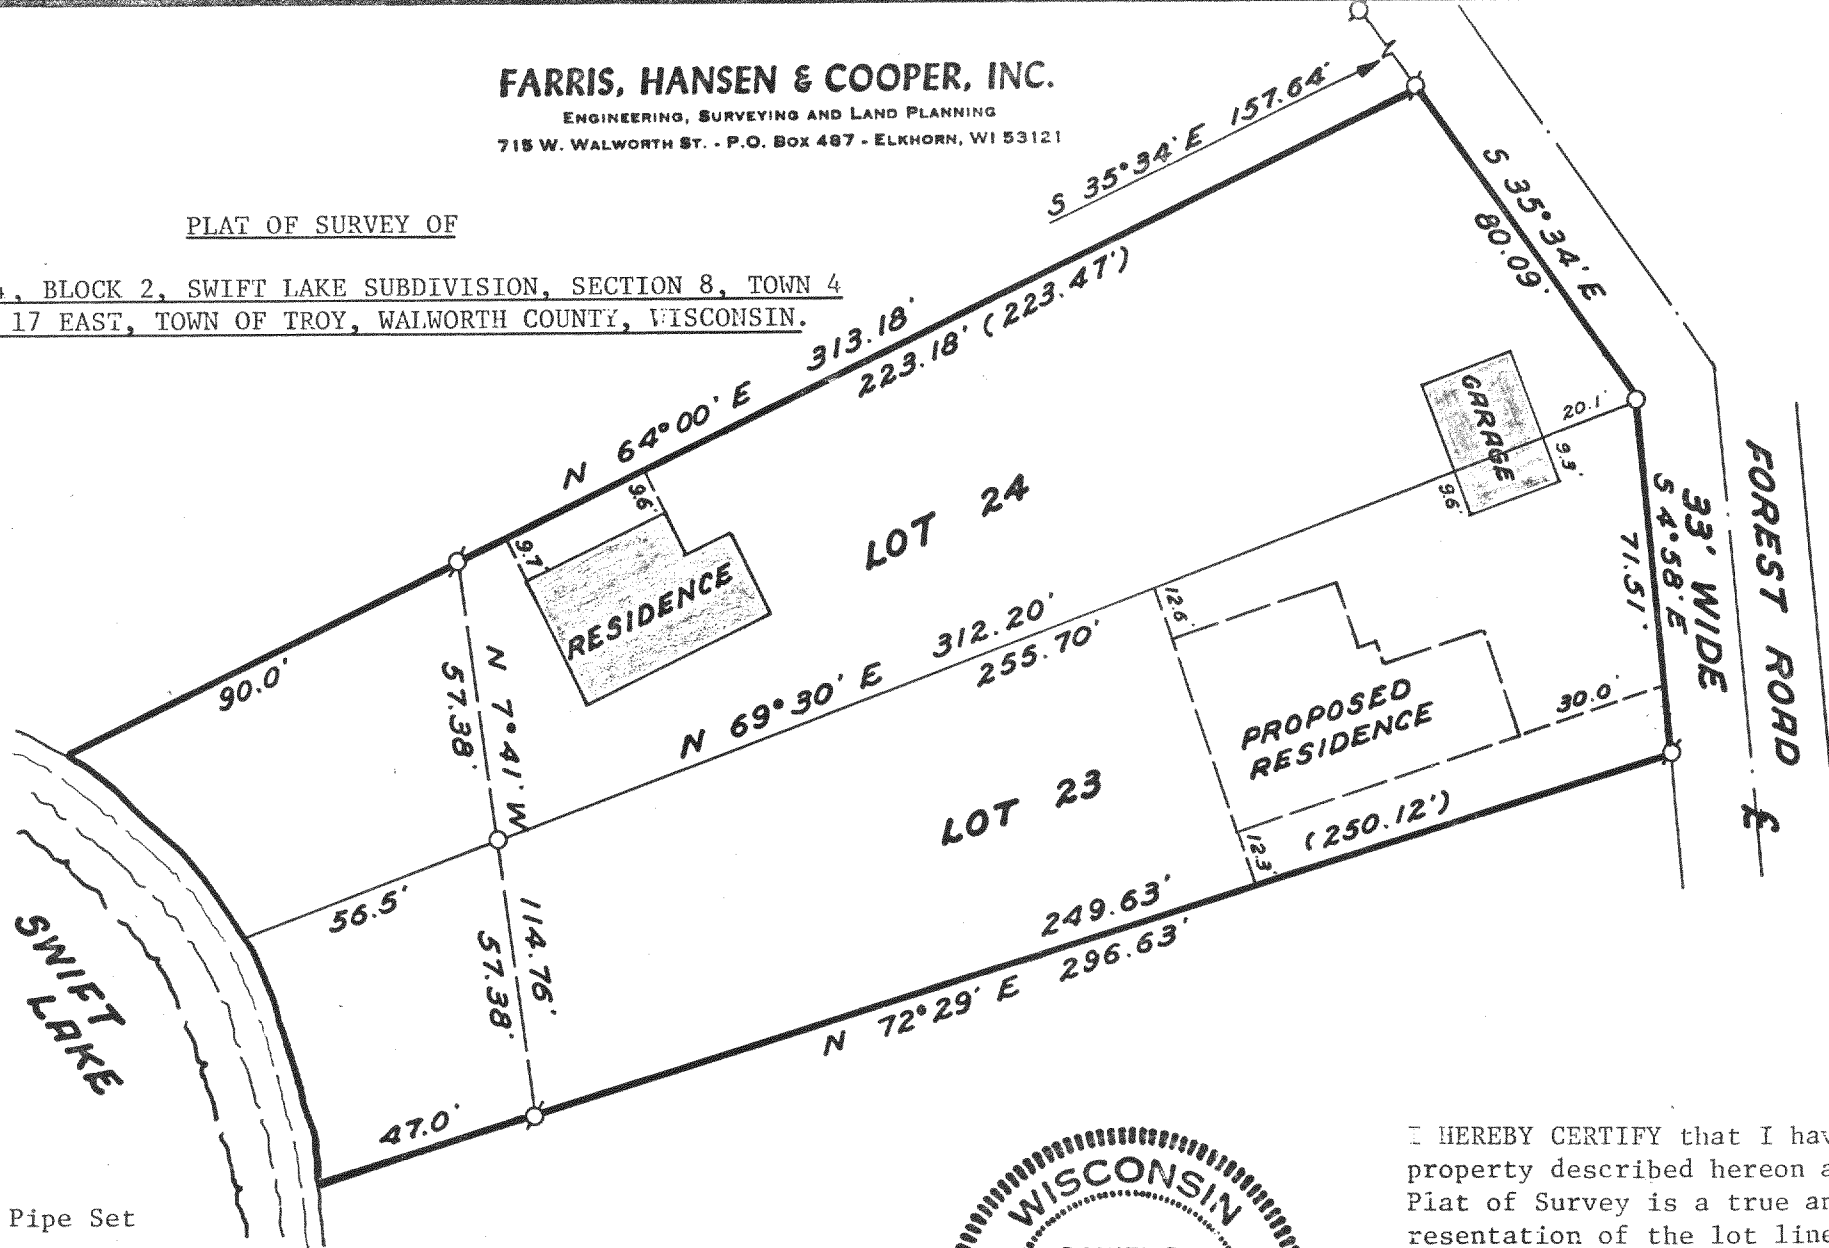 FARRIS, HANSEN & COOPER, INC.
ENGINEERING, SURVEYING AND LAND PLANNING
715 W. WALWORTH ST. - P.O. BOX 487 - ELKHORN, WI 53121
PLAT OF SURVEY OF
, BLOCK 2, SWIFT LAKE SUBDIVISION, SECTION 8, TOWN 4
17 EAST, TOWN OF TROY, WALWORTH COUNTY, WISCONSIN.
S 35°34' E 157.64'
S 35°34' E
80.09'
N 64°00' E 313.18'
223.18' (223.47')
90.0'
9.6'
9.7'
RESIDENCE
LOT 24
GARAGE
20.1'
9.3'
9.6'
S 4°58' E
71.51'
33' WIDE
FOREST ROAD
N 7°41' W
57.38'
N 69°30' E 312.20'
255.70'
56.5'
12.6'
PROPOSED
RESIDENCE
30.0'
12.3'
LOT 23
(250.12')
249.63'
N 72°29' E 296.63'
114.76'
57.38'
47.0'
SWIFT
LAKE
Pipe Set
WISCONSIN
I HEREBY CERTIFY that I hav
property described hereon a
Plat of Survey is a true an
resentation of the lot line